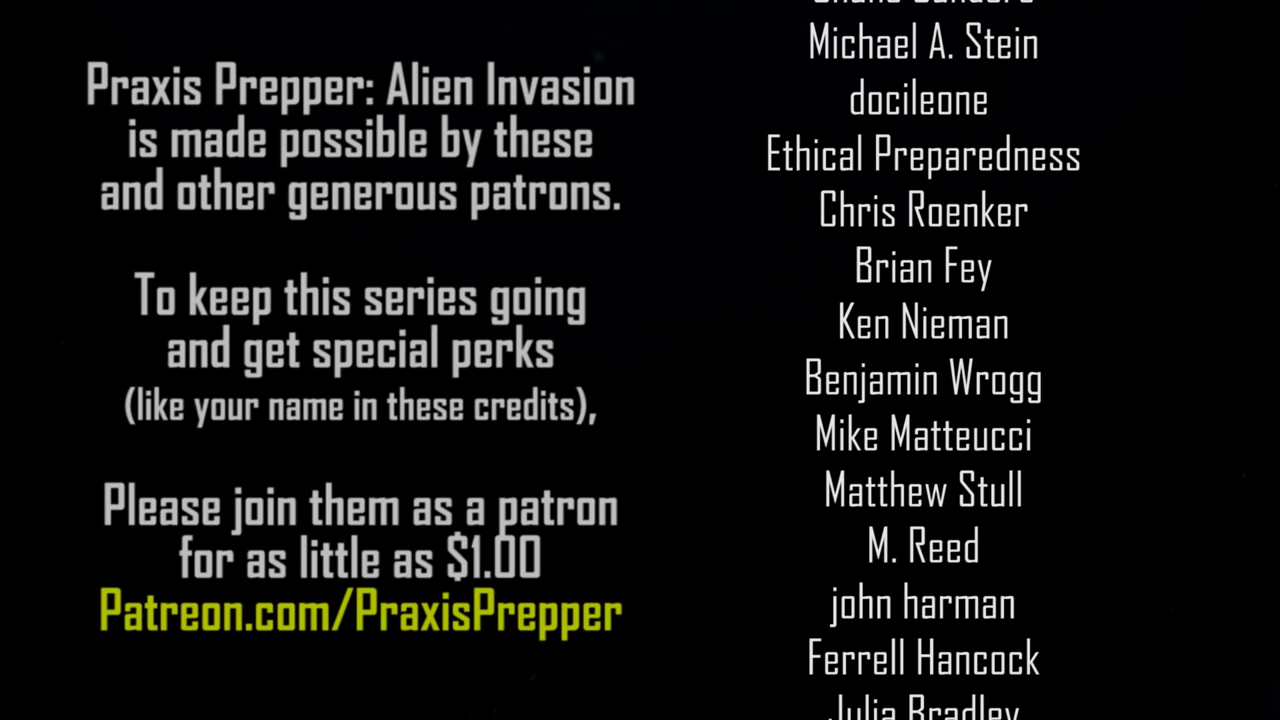 Praxis Prepper: Alien Invasion
is made possible by these
and other generous patrons.
To keep this series going
and get special perks
(like your name in these credits),
Please join them as a patron
for as little as $1.00
Patreon.com/PraxisPrepper
Michael A. Stein
docileone
Ethical Preparedness
Chris Roenker
Brian Fey
Ken Nieman
Benjamin Wrogg
Mike Matteucci
Matthew Stull
M. Reed
john harman
Ferrell Hancock
Julia Bradley